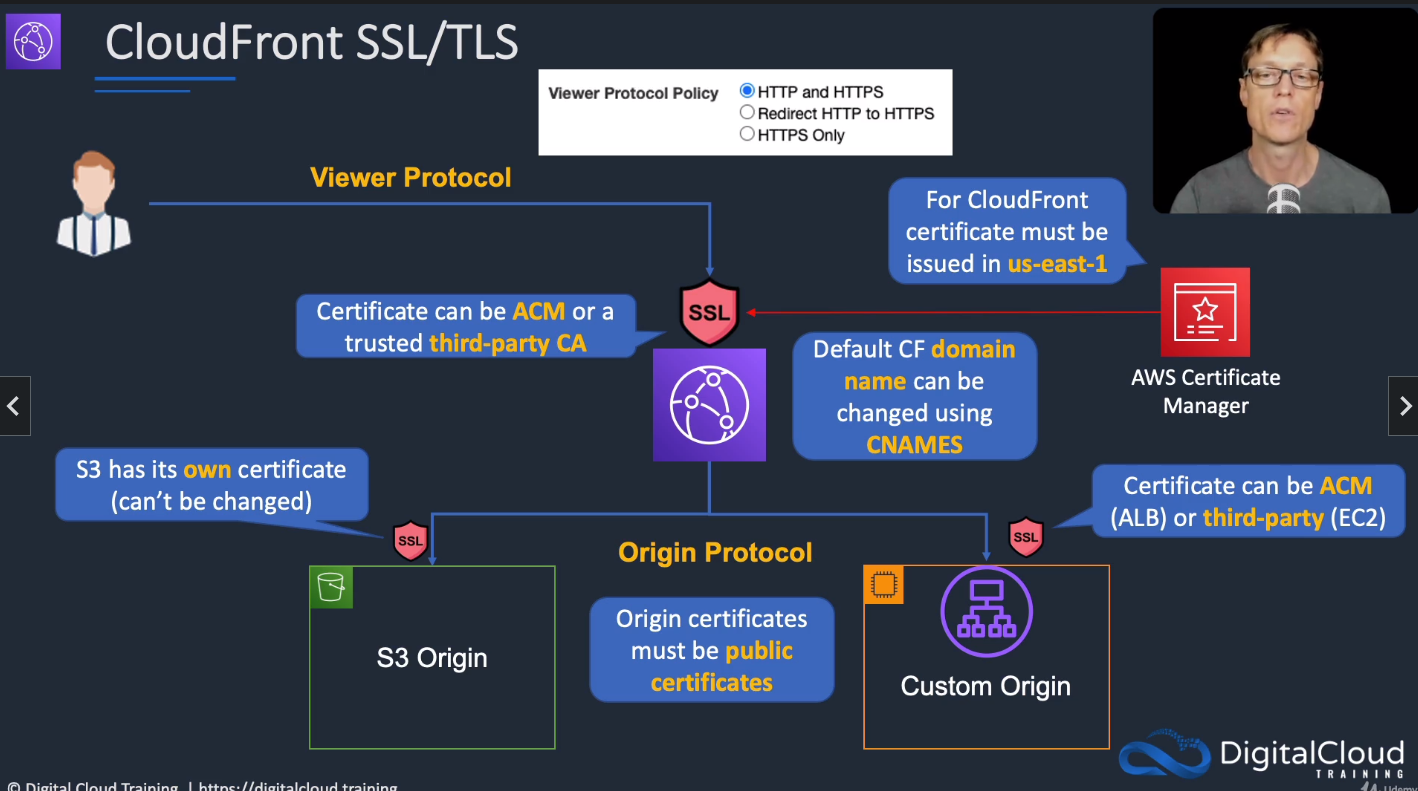 CloudFront SSL/TLS
Viewer Protocol Policy
HTTP and HTTPS
Redirect HTTP to HTTPS
HTTPS Only
Viewer Protocol
For CloudFront
certificate must be
issued in us-east-1
Certificate can be ACM or a
trusted third-party CA
SSL
Default CF domain
name can be
changed using
CNAMES
AWS Certificate
Manager
S3 has its own certificate
(can't be changed)
SSL
Origin Protocol
SSL
Certificate can be ACM
(ALB) or third-party (EC2)
S3 Origin
Origin certificates
must be public
certificates
Custom Origin
DigitalCloud
TRAINING
© Digital Cloud Training | https://digitalcloud.training
Udemy